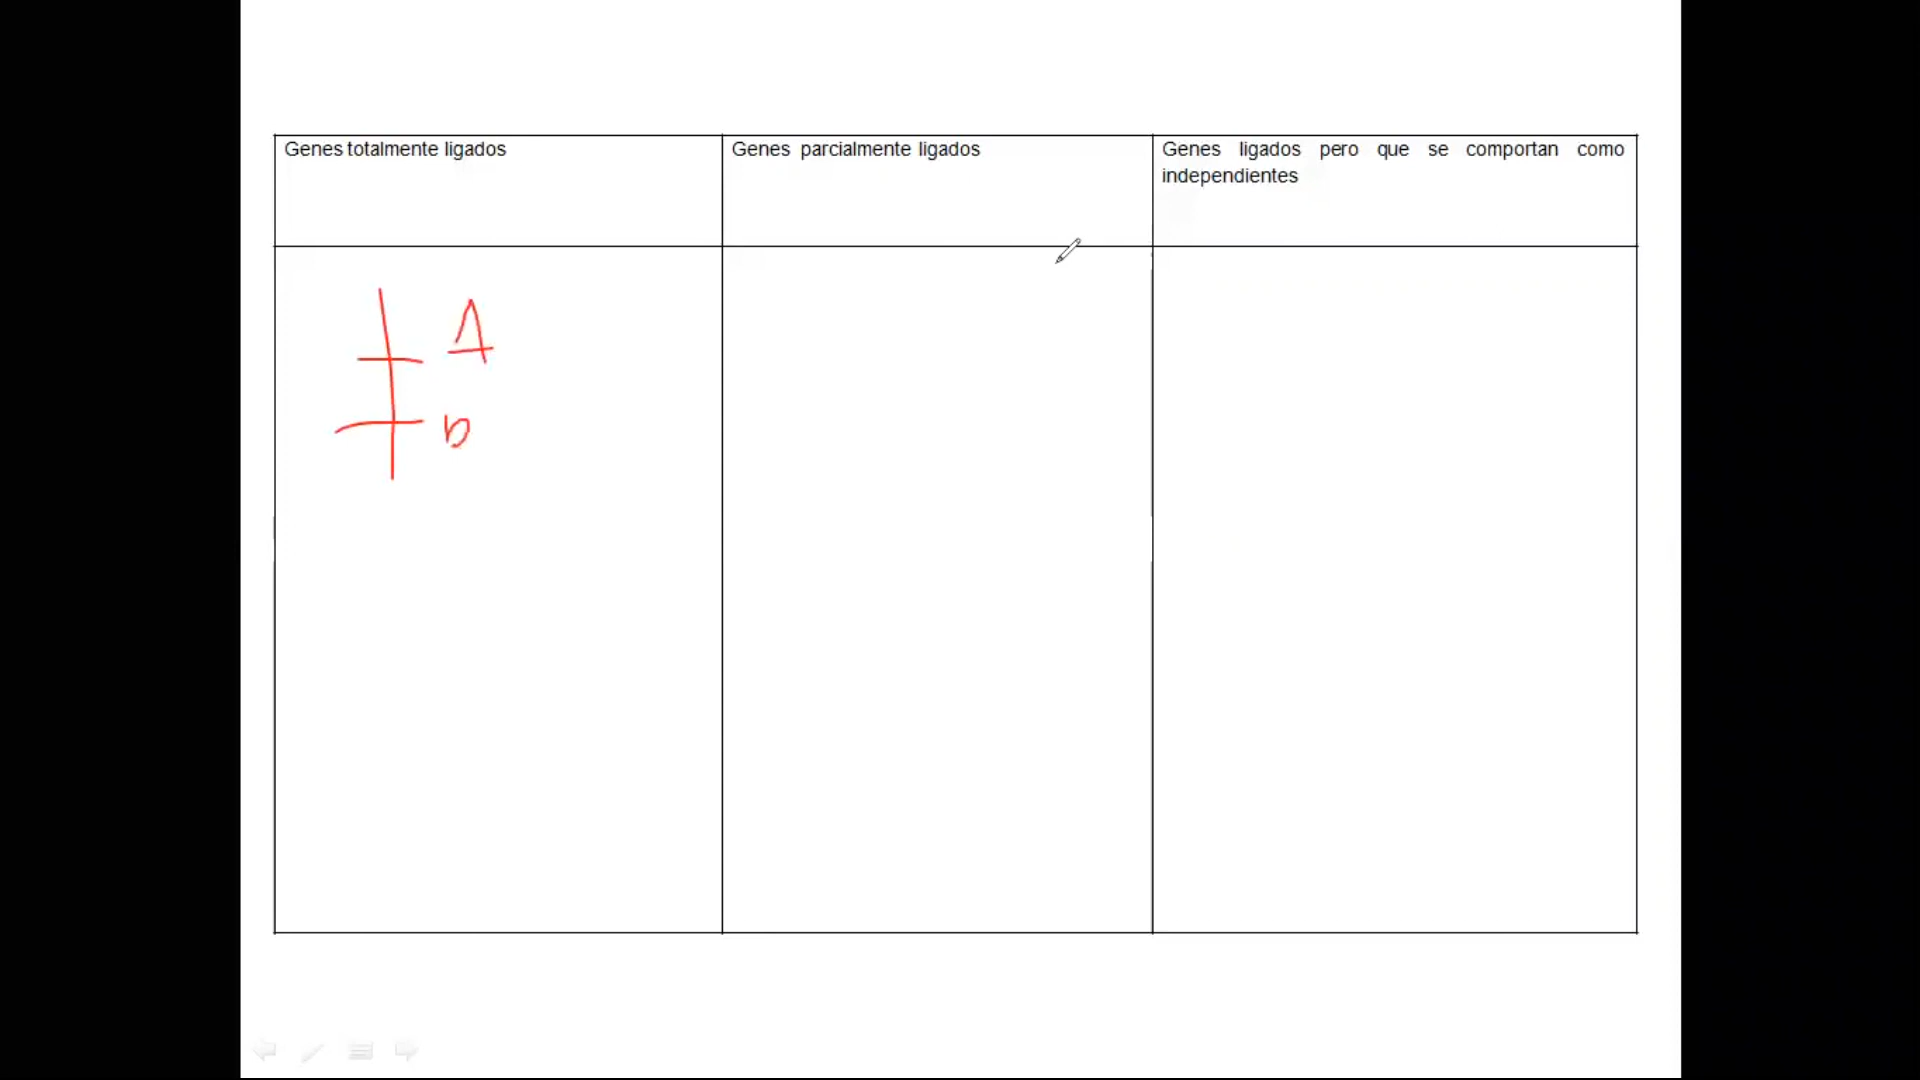 Genes totalmente ligados
Genes parcialmente ligados
Genes ligados pero que se comportan como
independientes
A
b